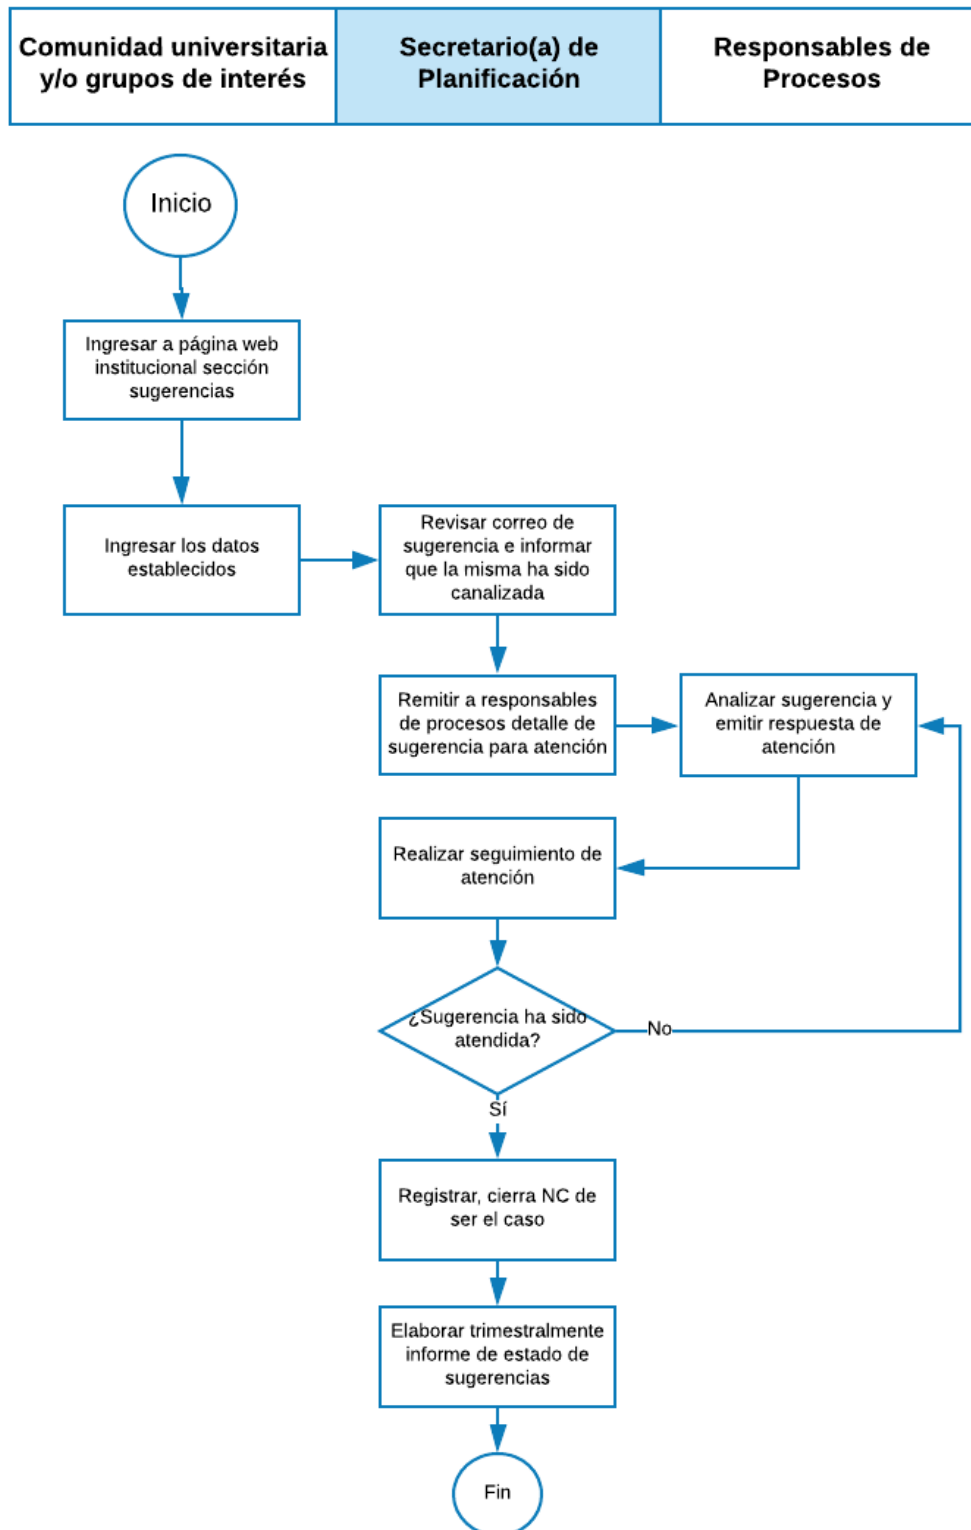 Comunidad universitaria
y/o grupos de interés
Secretario(a) de
Planificación
Responsables de
Procesos
Inicio
Ingresar a página web
institucional sección
sugerencias
Ingresar los datos
establecidos
Revisar correo de
sugerencia e informar
que la misma ha sido
canalizada
Remitir a responsables
de procesos detalle de
sugerencia para atención
Analizar sugerencia y
emitir respuesta de
atención
Realizar seguimiento de
atención
¿Sugerencia ha sido
atendida?
No
Sí
Registrar, cierra NC de
ser el caso
Elaborar trimestralmente
informe de estado de
sugerencias
Fin